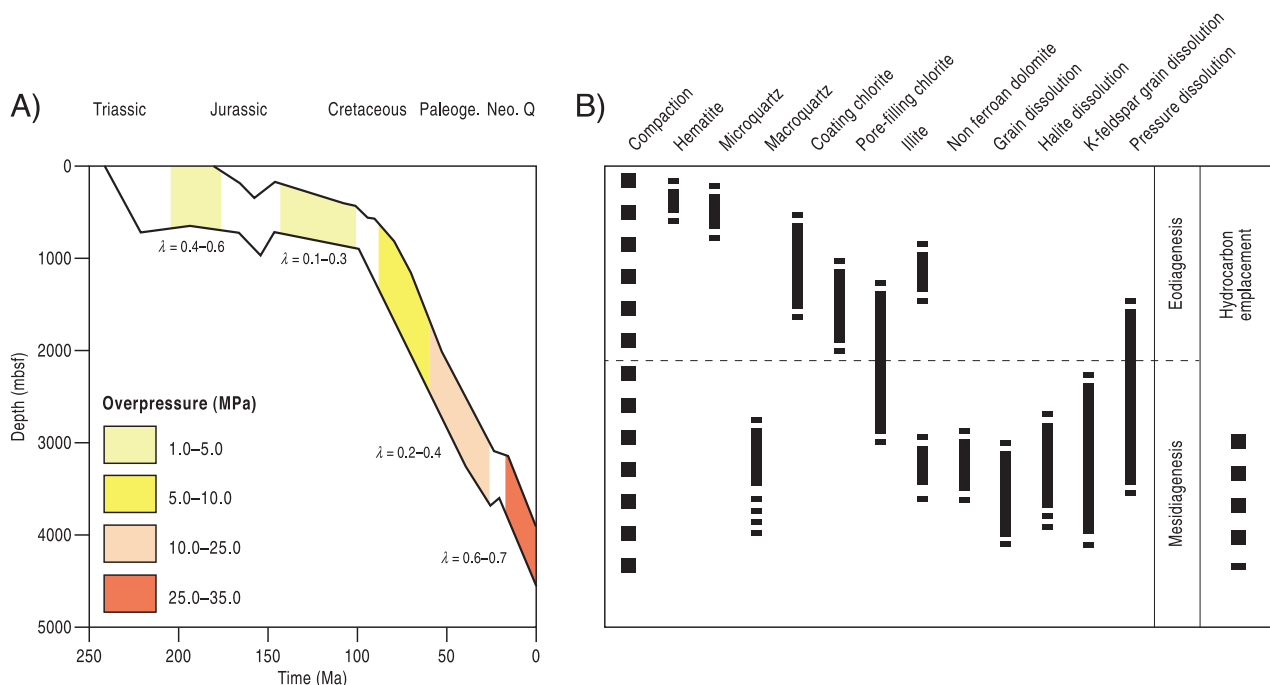 A)
Triassic Jurassic Cretaceous Paleoge. Neo. Q
0
1000
2000
3000
4000
5000
Depth (mbsf)
250 200 150 100 50 0
Time (Ma)
λ = 0.4–0.6
λ = 0.1–0.3
λ = 0.2–0.4
λ = 0.6–0.7
Overpressure (MPa)
1.0–5.0
5.0–10.0
10.0–25.0
25.0–35.0
B)
Compaction
Hematite
Microquartz
Macroquartz
Coating chlorite
Pore-filling chlorite
Illite
Non ferroan dolomite
Grain dissolution
Halite dissolution
K-feldspar grain dissolution
Pressure dissolution
Eodiagenesis
Mesidiagenesis
Hydrocarbon
emplacement